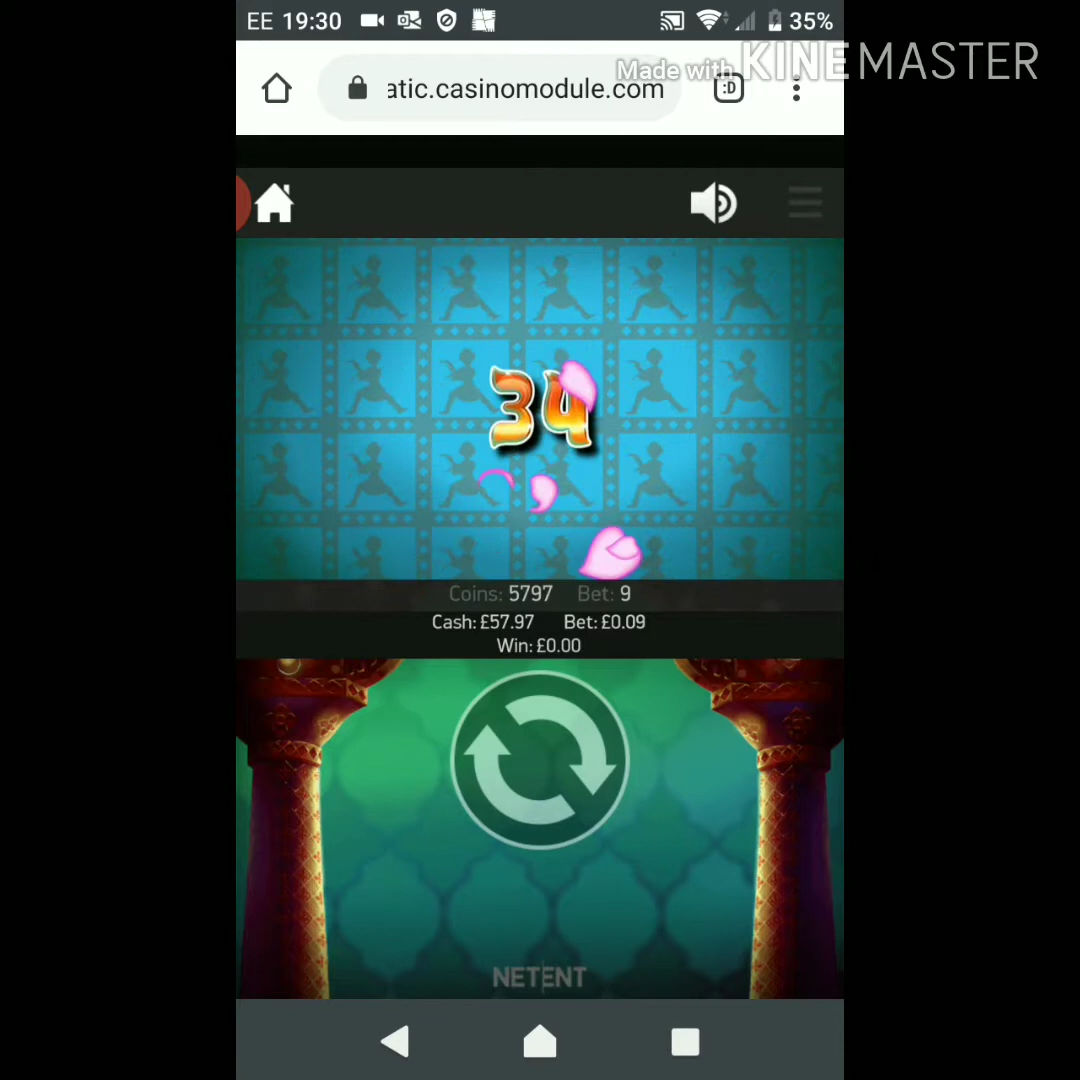 EE 19:30 35%
Made with KINEMASTER
atic.casinomodule.com :D
34
Coins: 5797 Bet: 9
Cash: £57.97 Bet: £0.09
Win: £0.00
NETENT